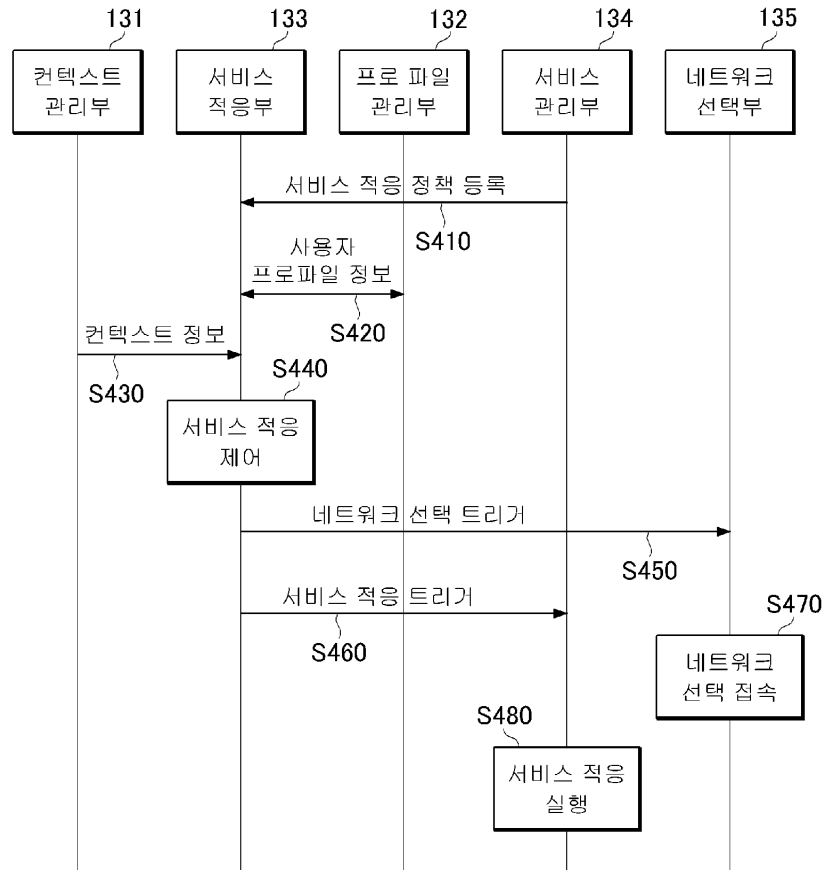 131
133
132
134
135
컨텍스트
관리부
서비스
적응부
프로 파일
관리부
서비스
관리부
네트워크
선택부
서비스 적응 정책 등록
S410
사용자
프로파일 정보
S420
컨텍스트 정보
S430
S440
서비스 적응
제어
네트워크 선택 트리거
S450
서비스 적응 트리거
S460
S470
네트워크
선택 접속
S480
서비스 적응
실행